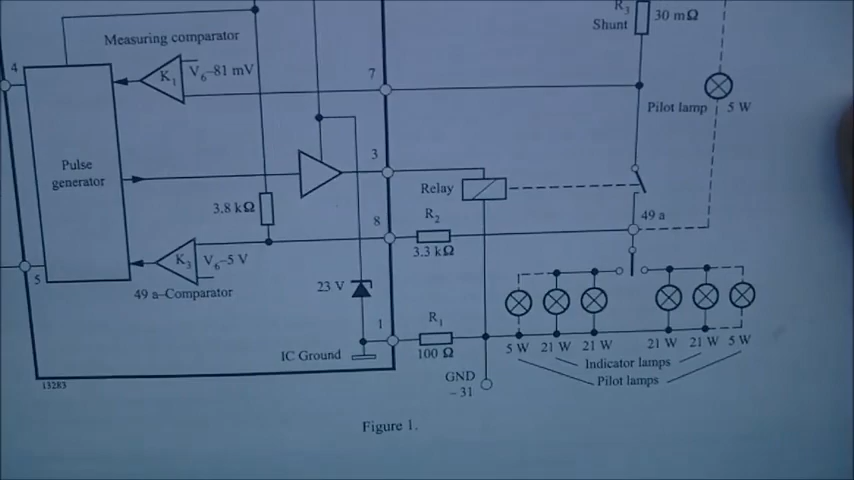 R3
Shunt
30 mΩ
Measuring comparator
4
K1
V6–81 mV
7
Pilot lamp
5 W
Pulse
generator
3
Relay
3.8 kΩ
8
R2
3.3 kΩ
49 a
K3
V6–5 V
5
49 a–Comparator
23 V
1
R1
100 Ω
IC Ground
5 W
21 W
21 W
21 W
21 W
5 W
Indicator lamps
Pilot lamps
GND
– 31
13283
Figure 1.